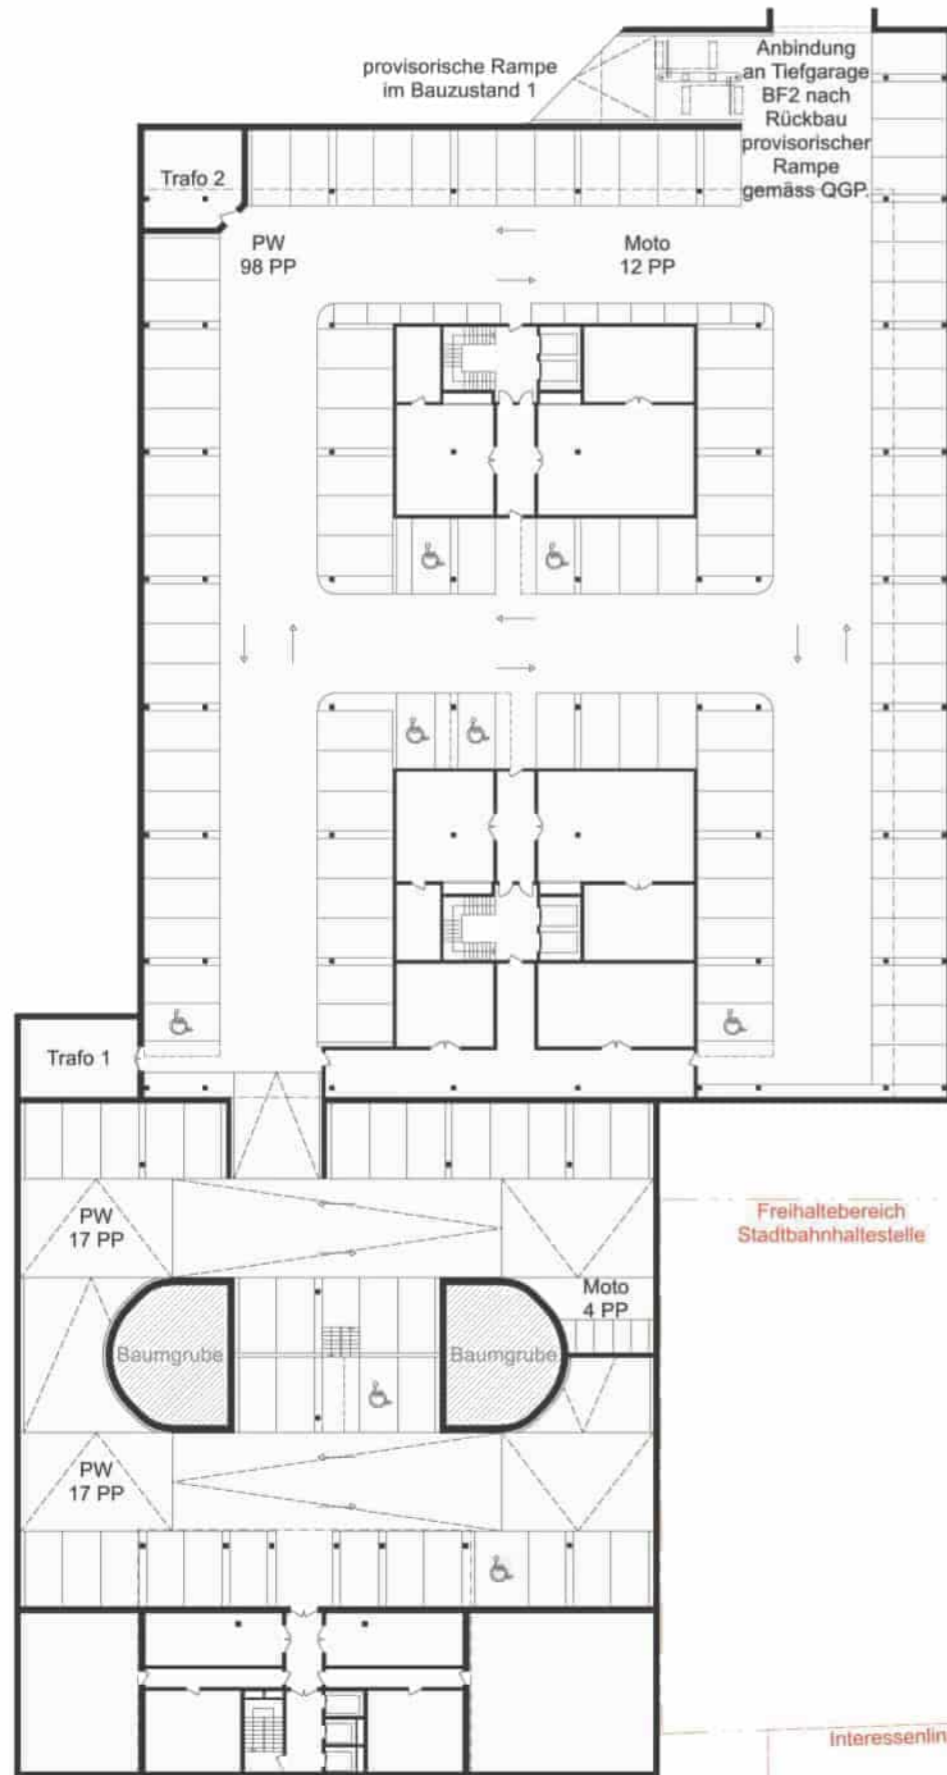 provisorische Rampe
im Bauzustand 1
Anbindung
an Tiefgarage
BF2 nach
Rückbau
provisorischer
Rampe
gemäss QGP.
Trafo 2
PW
98 PP
Moto
12 PP
Trafo 1
PW
17 PP
Freihaltebereich
Stadtbahnhaltestelle
Moto
4 PP
Baumgrube
Baumgrube
PW
17 PP
Interessenlin